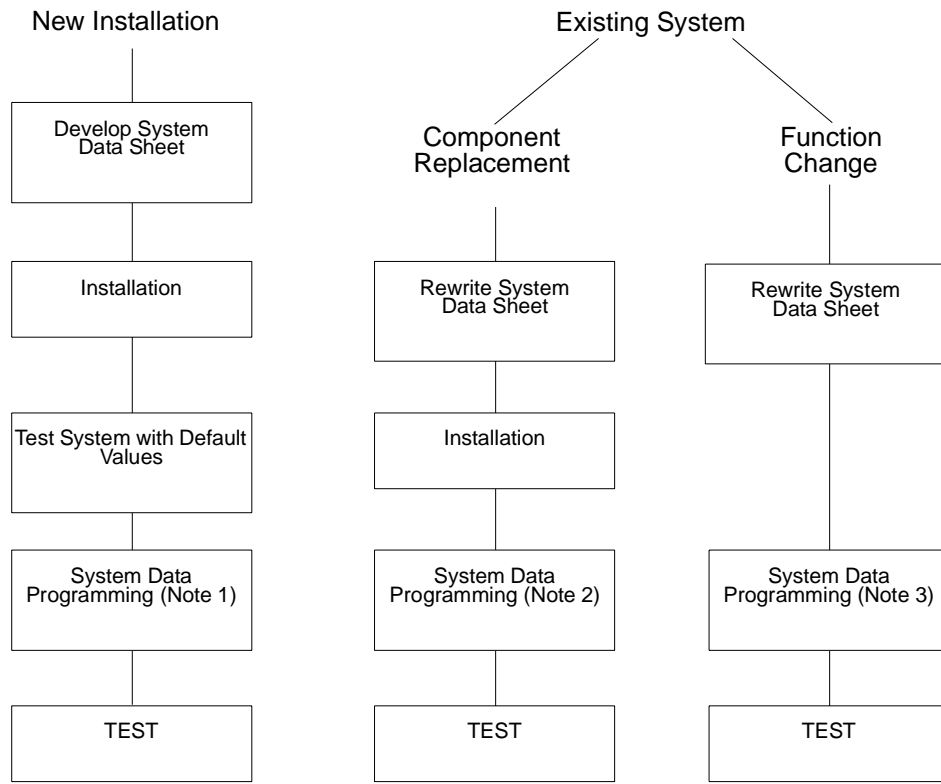 New Installation
Develop System
Data Sheet
Installation
Test System with Default
Values
System Data
Programming (Note 1)
TEST
Existing System
Component
Replacement
Rewrite System
Data Sheet
Installation
System Data
Programming (Note 2)
TEST
Function
Change
Rewrite System
Data Sheet
System Data
Programming (Note 3)
TEST